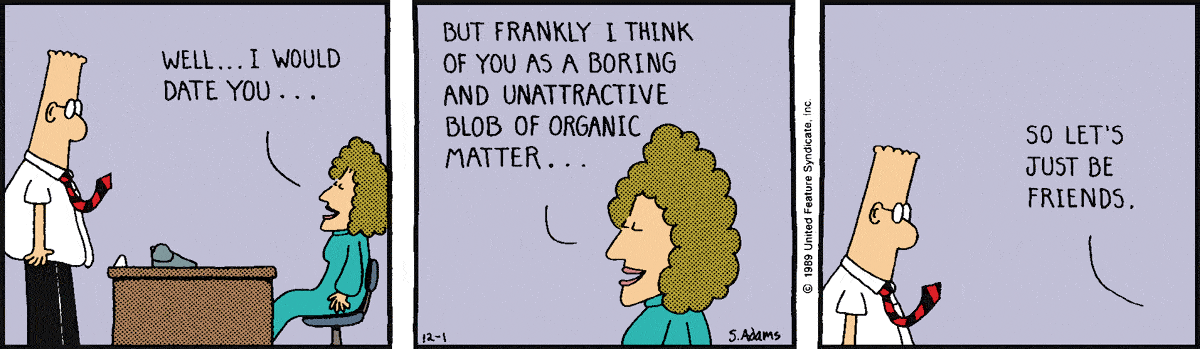 WELL...I WOULD
DATE YOU...
BUT FRANKLY I THINK
OF YOU AS A BORING
AND UNATTRACTIVE
BLOB OF ORGANIC
MATTER...
12-1
S.Adams
© 1989 United Feature Syndicate, Inc.
SO LET'S
JUST BE
FRIENDS.